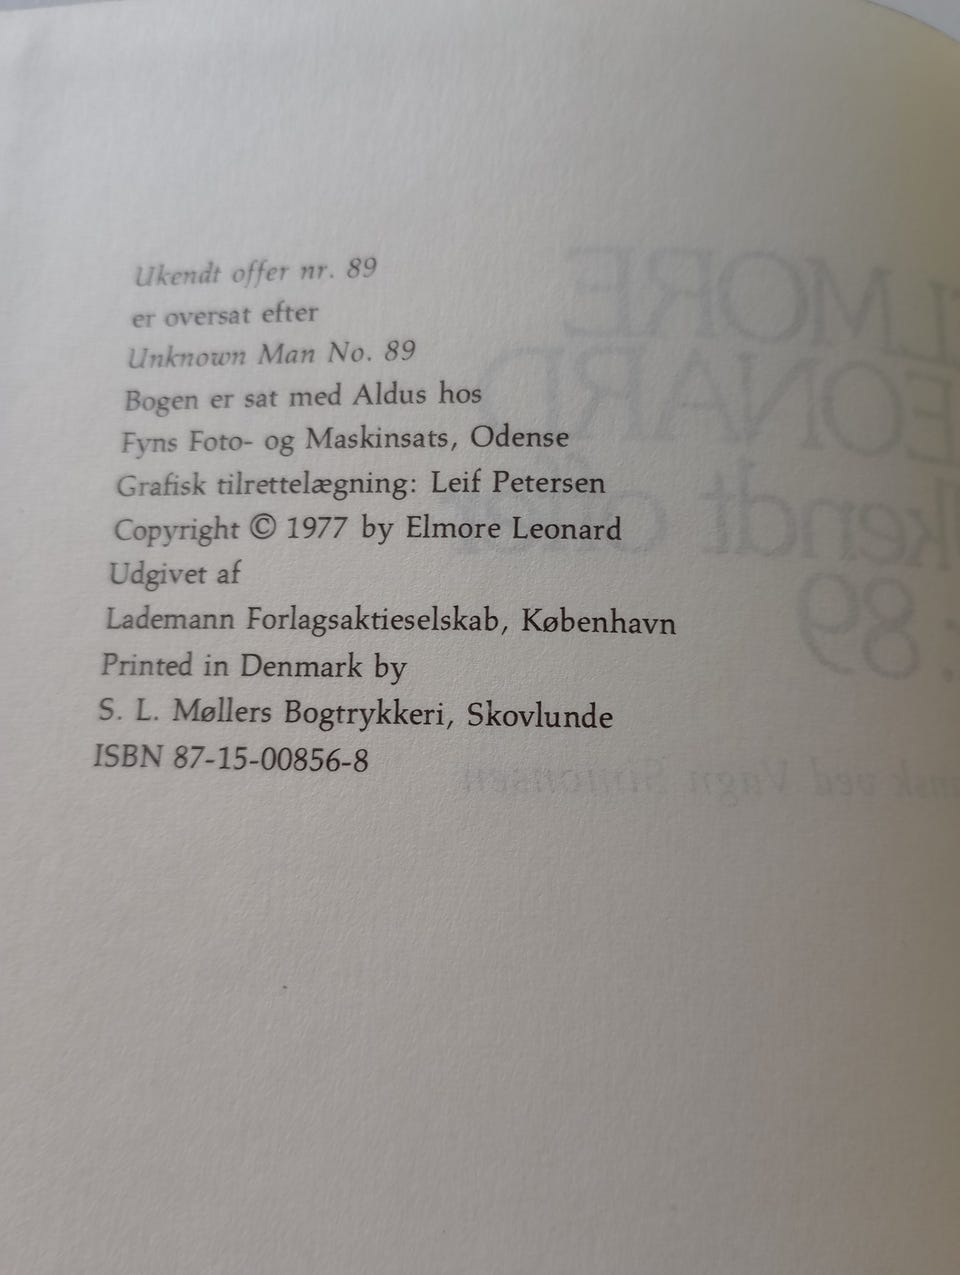 Ukendt offer nr. 89
er oversat efter
Unknown Man No. 89
Bogen er sat med Aldus hos
Fyns Foto- og Maskinsats, Odense
Grafisk tilrettelægning: Leif Petersen
Copyright © 1977 by Elmore Leonard
Udgivet af
Lademann Forlagsaktieselskab, København
Printed in Denmark by
S. L. Møllers Bogtrykkeri, Skovlunde
ISBN 87-15-00856-8